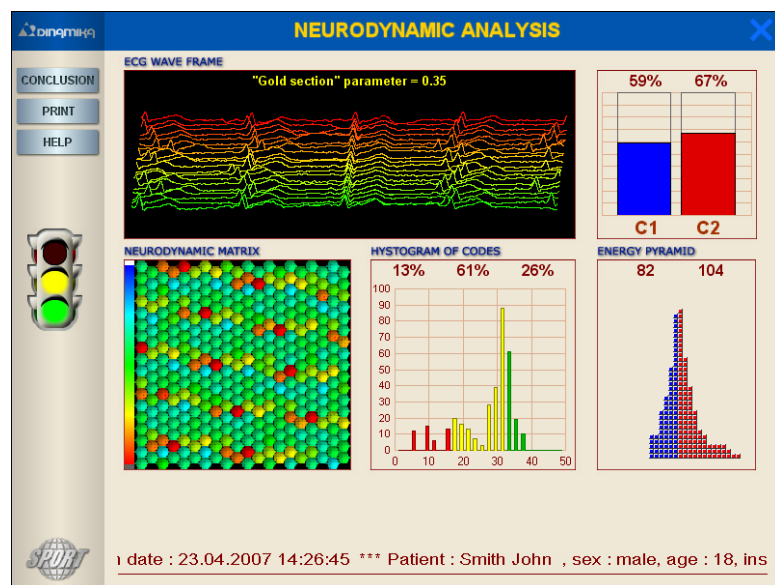 DINAMIKA
NEURODYNAMIC ANALYSIS
CONCLUSION
PRINT
HELP
ECG WAVE FRAME
"Gold section" parameter = 0.35
59% 67%
C1 C2
NEURODYNAMIC MATRIX
HYSTOGRAM OF CODES
13% 61% 26%
100
90
80
70
60
50
40
30
20
10
0
0 10 20 30 40 50
ENERGY PYRAMID
82 104
SPORT
ı date : 23.04.2007 14:26:45 *** Patient : Smith John , sex : male, age : 18, ins